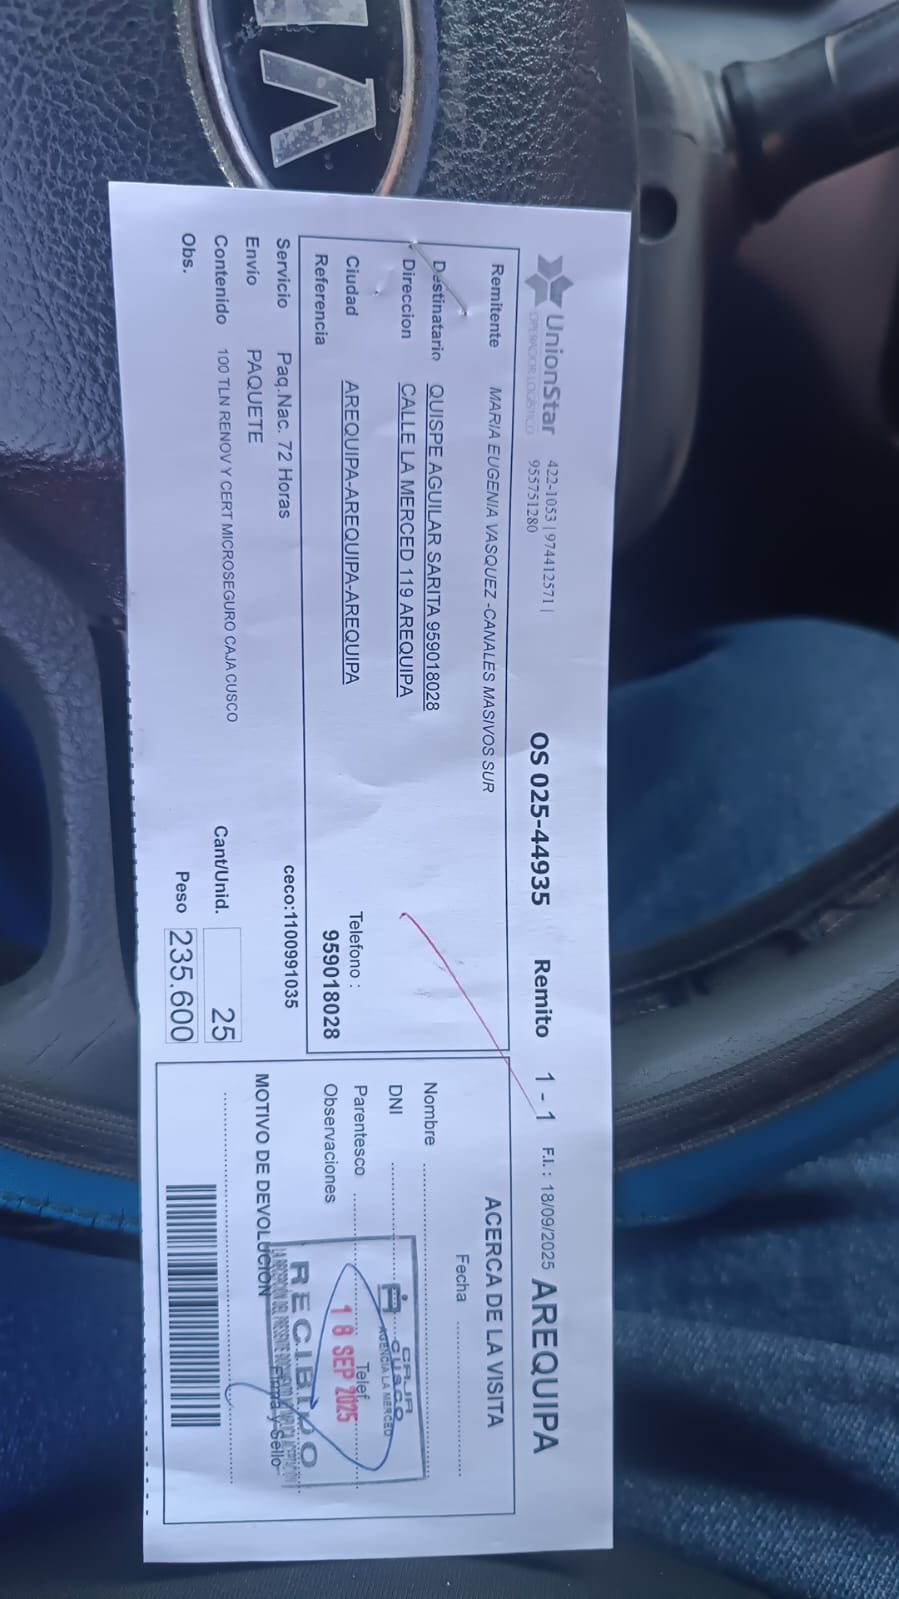 UnionStar
OPERADOR LOGÍSTICO
422-1053 | 974412571 |
955751280
OS 025-44935 Remito 1 - 1 F.I.: 18/09/2025 AREQUIPA
Remitente MARIA EUGENIA VASQUEZ -CANALES MASIVOS SUR
Destinatario QUISPE AGUILAR SARITA 959018028
Direccion CALLE LA MERCED 119 AREQUIPA
Ciudad AREQUIPA-AREQUIPA-AREQUIPA
Referencia
Telefono :
959018028
Servicio Paq.Nac. 72 Horas
ceco:1100991035
Envio PAQUETE
Contenido 100 TLN RENOV Y CERT MICROSEGURO CAJA CUSCO
Cant/Unid. 25
Obs.
Peso 235.600
ACERCA DE LA VISITA
Fecha
Nombre
DNI
Parentesco
Telef
Observaciones
MOTIVO DE DEVOLUCION
Firma y Sello
CAJA
CUSCO
AGENCIA LA MERCED
18 SEP 2025
RECIBIDO